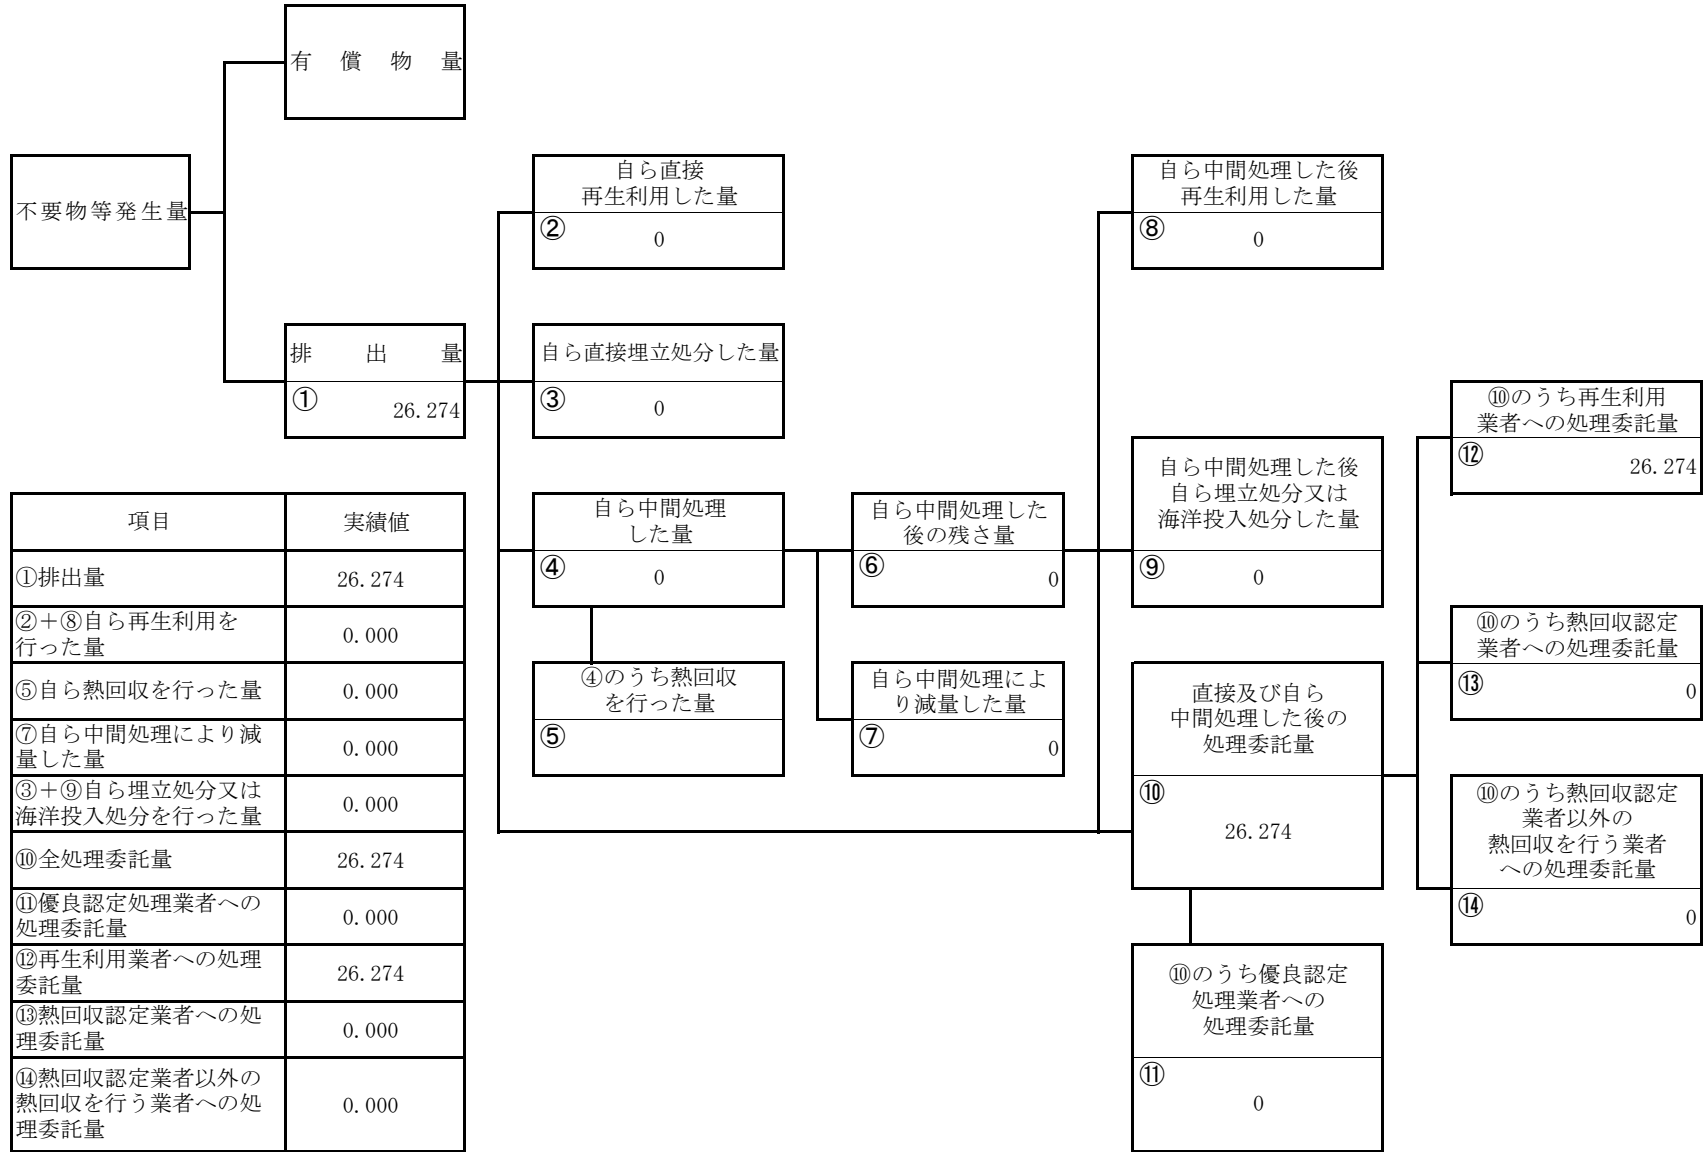 有償物量
不要物等発生量
自ら直接
再生利用した量
② 0
自ら中間処理した後
再生利用した量
⑧ 0
排出量
① 26.274
自ら直接埋立処分した量
③ 0
⑩のうち再生利用
業者への処理委託量
⑫ 26.274
自ら中間処理した後
自ら埋立処分又は
海洋投入処分した量
⑨ 0
自ら中間処理
した量
④ 0
自ら中間処理した
後の残さ量
⑥ 0
⑩のうち熱回収認定
業者への処理委託量
⑬ 0
④のうち熱回収
を行った量
⑤
自ら中間処理によ
り減量した量
⑦ 0
直接及び自ら
中間処理した後の
処理委託量
⑩
26.274
⑩のうち熱回収認定
業者以外の
熱回収を行う業者
への処理委託量
⑭ 0
⑩のうち優良認定
処理業者への
処理委託量
⑪
0
項目 実績値
①排出量 26.274
②＋⑧自ら再生利用を
行った量 0.000
⑤自ら熱回収を行った量 0.000
⑦自ら中間処理により減
量した量 0.000
③＋⑨自ら埋立処分又は
海洋投入処分を行った量 0.000
⑩全処理委託量 26.274
⑪優良認定処理業者への
処理委託量 0.000
⑫再生利用業者への処理
委託量 26.274
⑬熱回収認定業者への処
理委託量 0.000
⑭熱回収認定業者以外の
熱回収を行う業者への処
理委託量 0.000